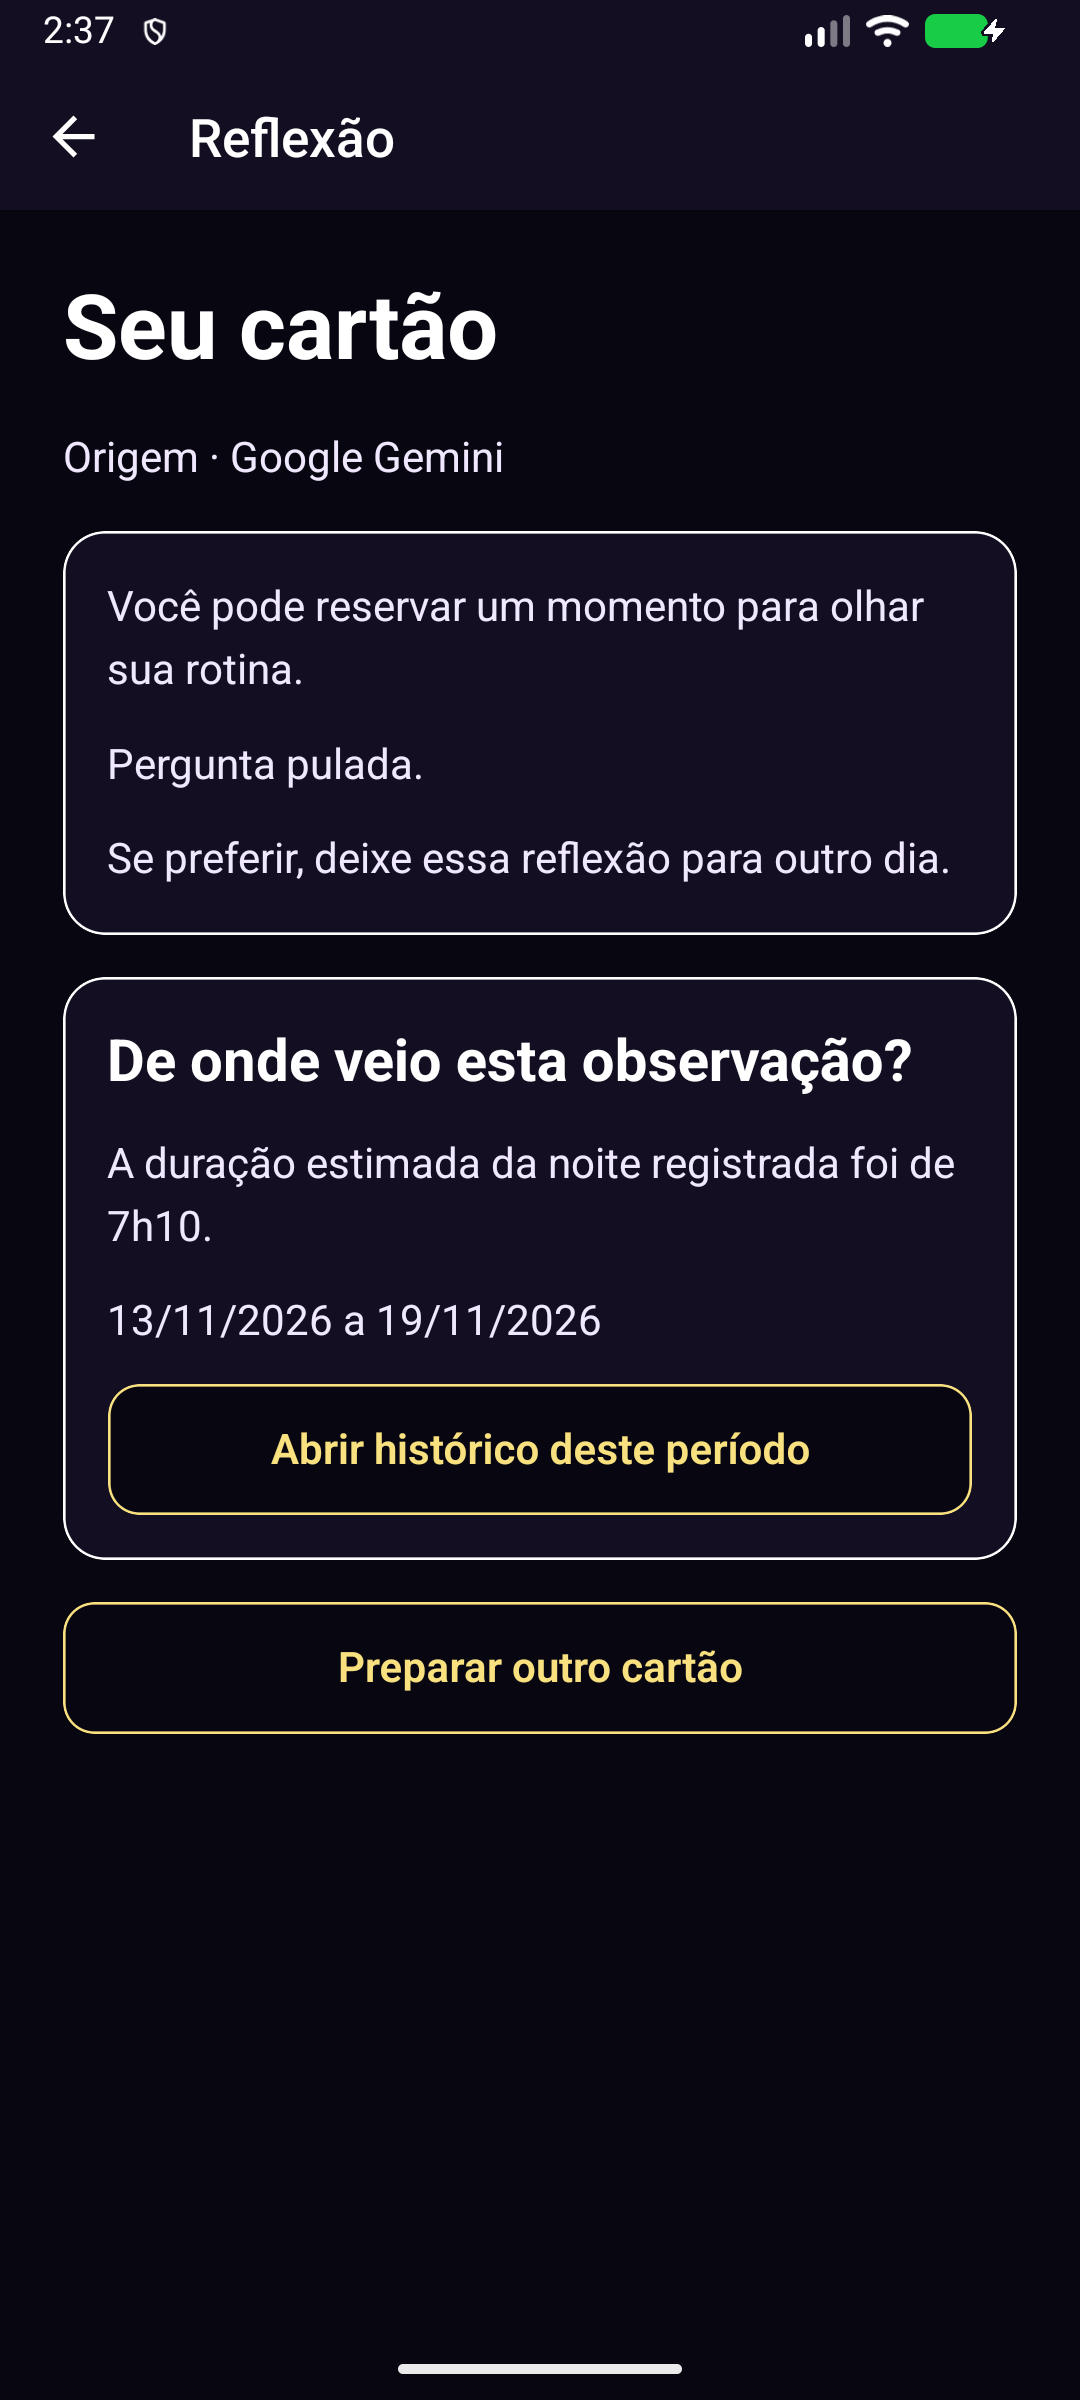 2:37
Reflexão
Seu cartão
Origem · Google Gemini
Você pode reservar um momento para olhar
sua rotina.
Pergunta pulada.
Se preferir, deixe essa reflexão para outro dia.
De onde veio esta observação?
A duração estimada da noite registrada foi de
7h10.
13/11/2026 a 19/11/2026
Abrir histórico deste período
Preparar outro cartão